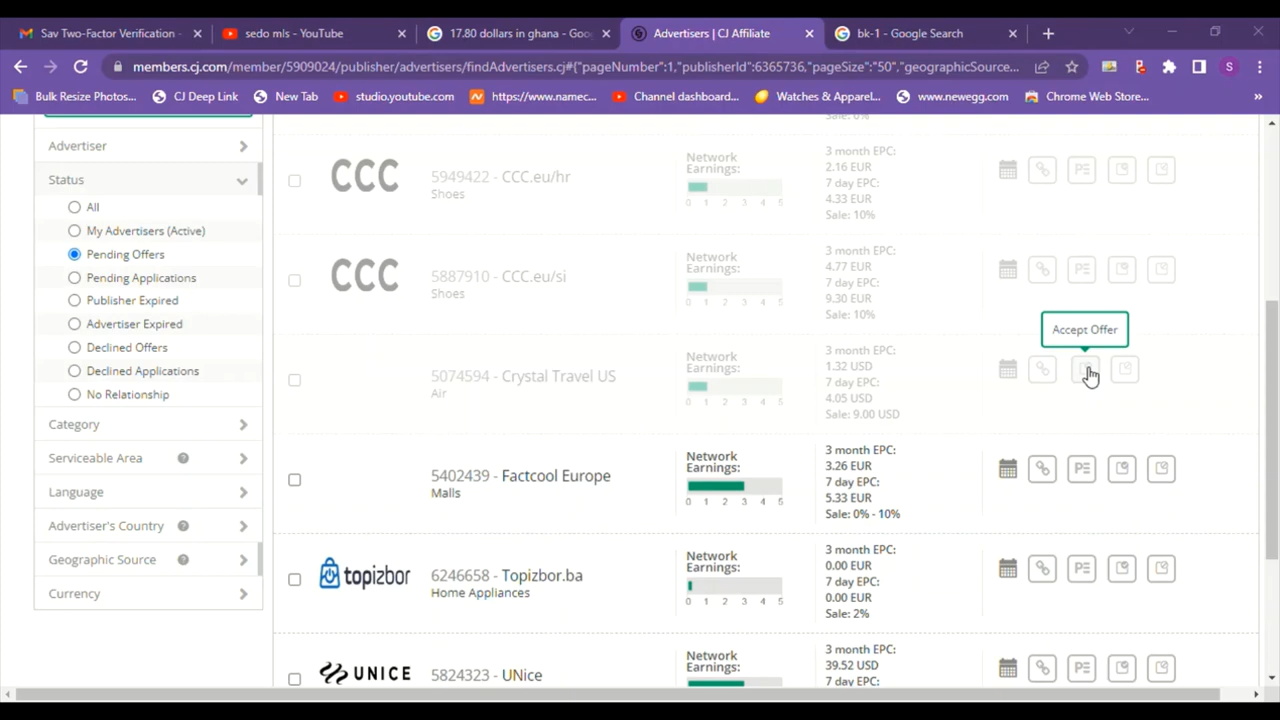 Sav Two-Factor Verification -
sedo mls - YouTube
17.80 dollars in ghana - Goo
Advertisers | CJ Affiliate
bk-1 - Google Search
members.cj.com/member/5909024/publisher/advertisers/findAdvertisers.cj#{"pageNumber":1,"publisherId":6365736,"pageSize":"50","geographicSource...
S
Bulk Resize Photos...
CJ Deep Link
New Tab
studio.youtube.com
https://www.namec...
Channel dashboard...
Watches & Apparel...
www.newegg.com
Chrome Web Store...
»
Advertiser
Status
All
My Advertisers (Active)
Pending Offers
Pending Applications
Publisher Expired
Advertiser Expired
Declined Offers
Declined Applications
No Relationship
Category
Serviceable Area
Language
Advertiser's Country
Geographic Source
Currency
Sale: 6%
CCC
5949422 - CCC.eu/hr
Shoes
Network
Earnings:
0 1 2 3 4 5
3 month EPC:
2.16 EUR
7 day EPC:
4.33 EUR
Sale: 10%
PE
CCC
5887910 - CCC.eu/si
Shoes
Network
Earnings:
0 1 2 3 4 5
3 month EPC:
4.77 EUR
7 day EPC:
9.30 EUR
Sale: 10%
PE
Accept Offer
5074594 - Crystal Travel US
Air
Network
Earnings:
0 1 2 3 4 5
3 month EPC:
1.32 USD
7 day EPC:
4.05 USD
Sale: 9.00 USD
5402439 - Factcool Europe
Malls
Network
Earnings:
0 1 2 3 4 5
3 month EPC:
3.26 EUR
7 day EPC:
5.33 EUR
Sale: 0% - 10%
PE
topizbor
6246658 - Topizbor.ba
Home Appliances
Network
Earnings:
0 1 2 3 4 5
3 month EPC:
0.00 EUR
7 day EPC:
0.00 EUR
Sale: 2%
PE
UNICE
5824323 - UNice
Network
Earnings:
3 month EPC:
39.52 USD
7 day EPC:
PE